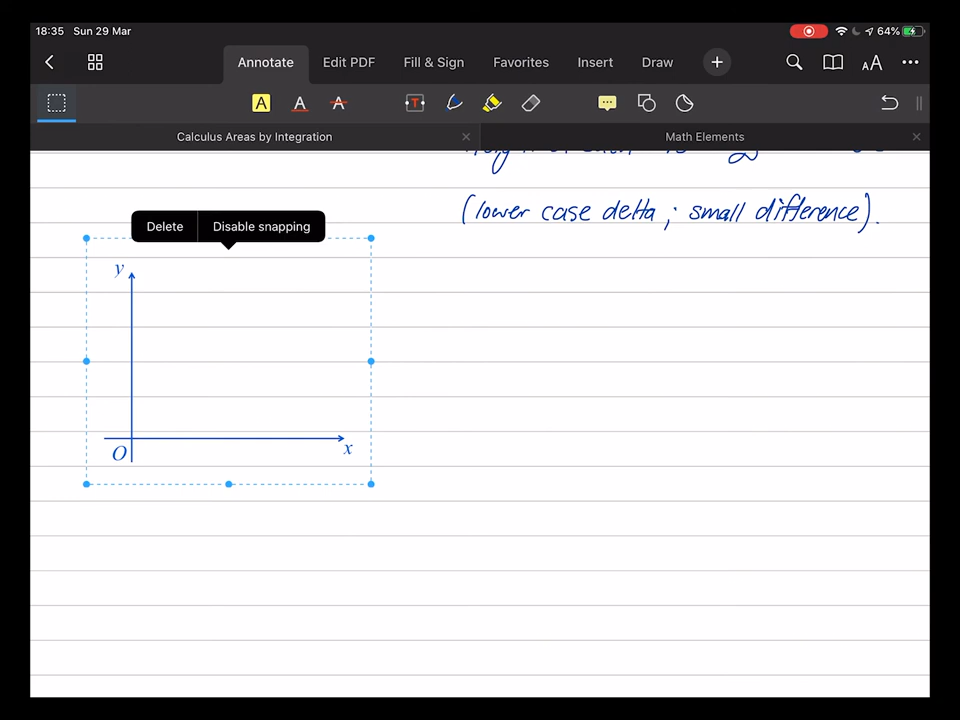 18:35 Sun 29 Mar
64%
Annotate Edit PDF Fill & Sign Favorites Insert Draw
A A A T
Calculus Areas by Integration
Math Elements
(lower case delta ; small difference).
Delete Disable snapping
y
O
x